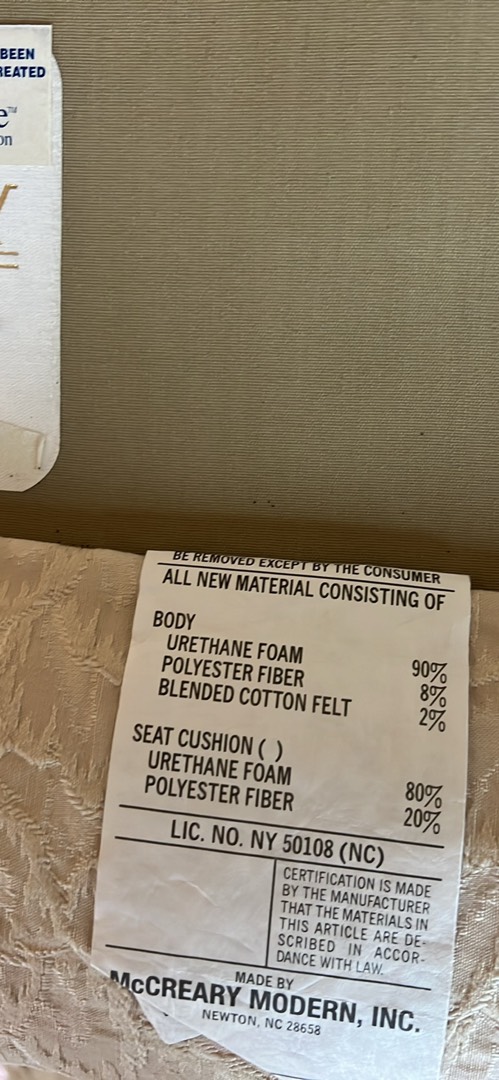 BEEN
REATED
e™
on
BE REMOVED EXCEPT BY THE CONSUMER
ALL NEW MATERIAL CONSISTING OF
BODY
URETHANE FOAM 90%
POLYESTER FIBER 8%
BLENDED COTTON FELT 2%
SEAT CUSHION ( )
URETHANE FOAM 80%
POLYESTER FIBER 20%
LIC. NO. NY 50108 (NC)
CERTIFICATION IS MADE
BY THE MANUFACTURER
THAT THE MATERIALS IN
THIS ARTICLE ARE DE-
SCRIBED IN ACCOR-
DANCE WITH LAW.
MADE BY
McCREARY MODERN, INC.
NEWTON, NC 28658